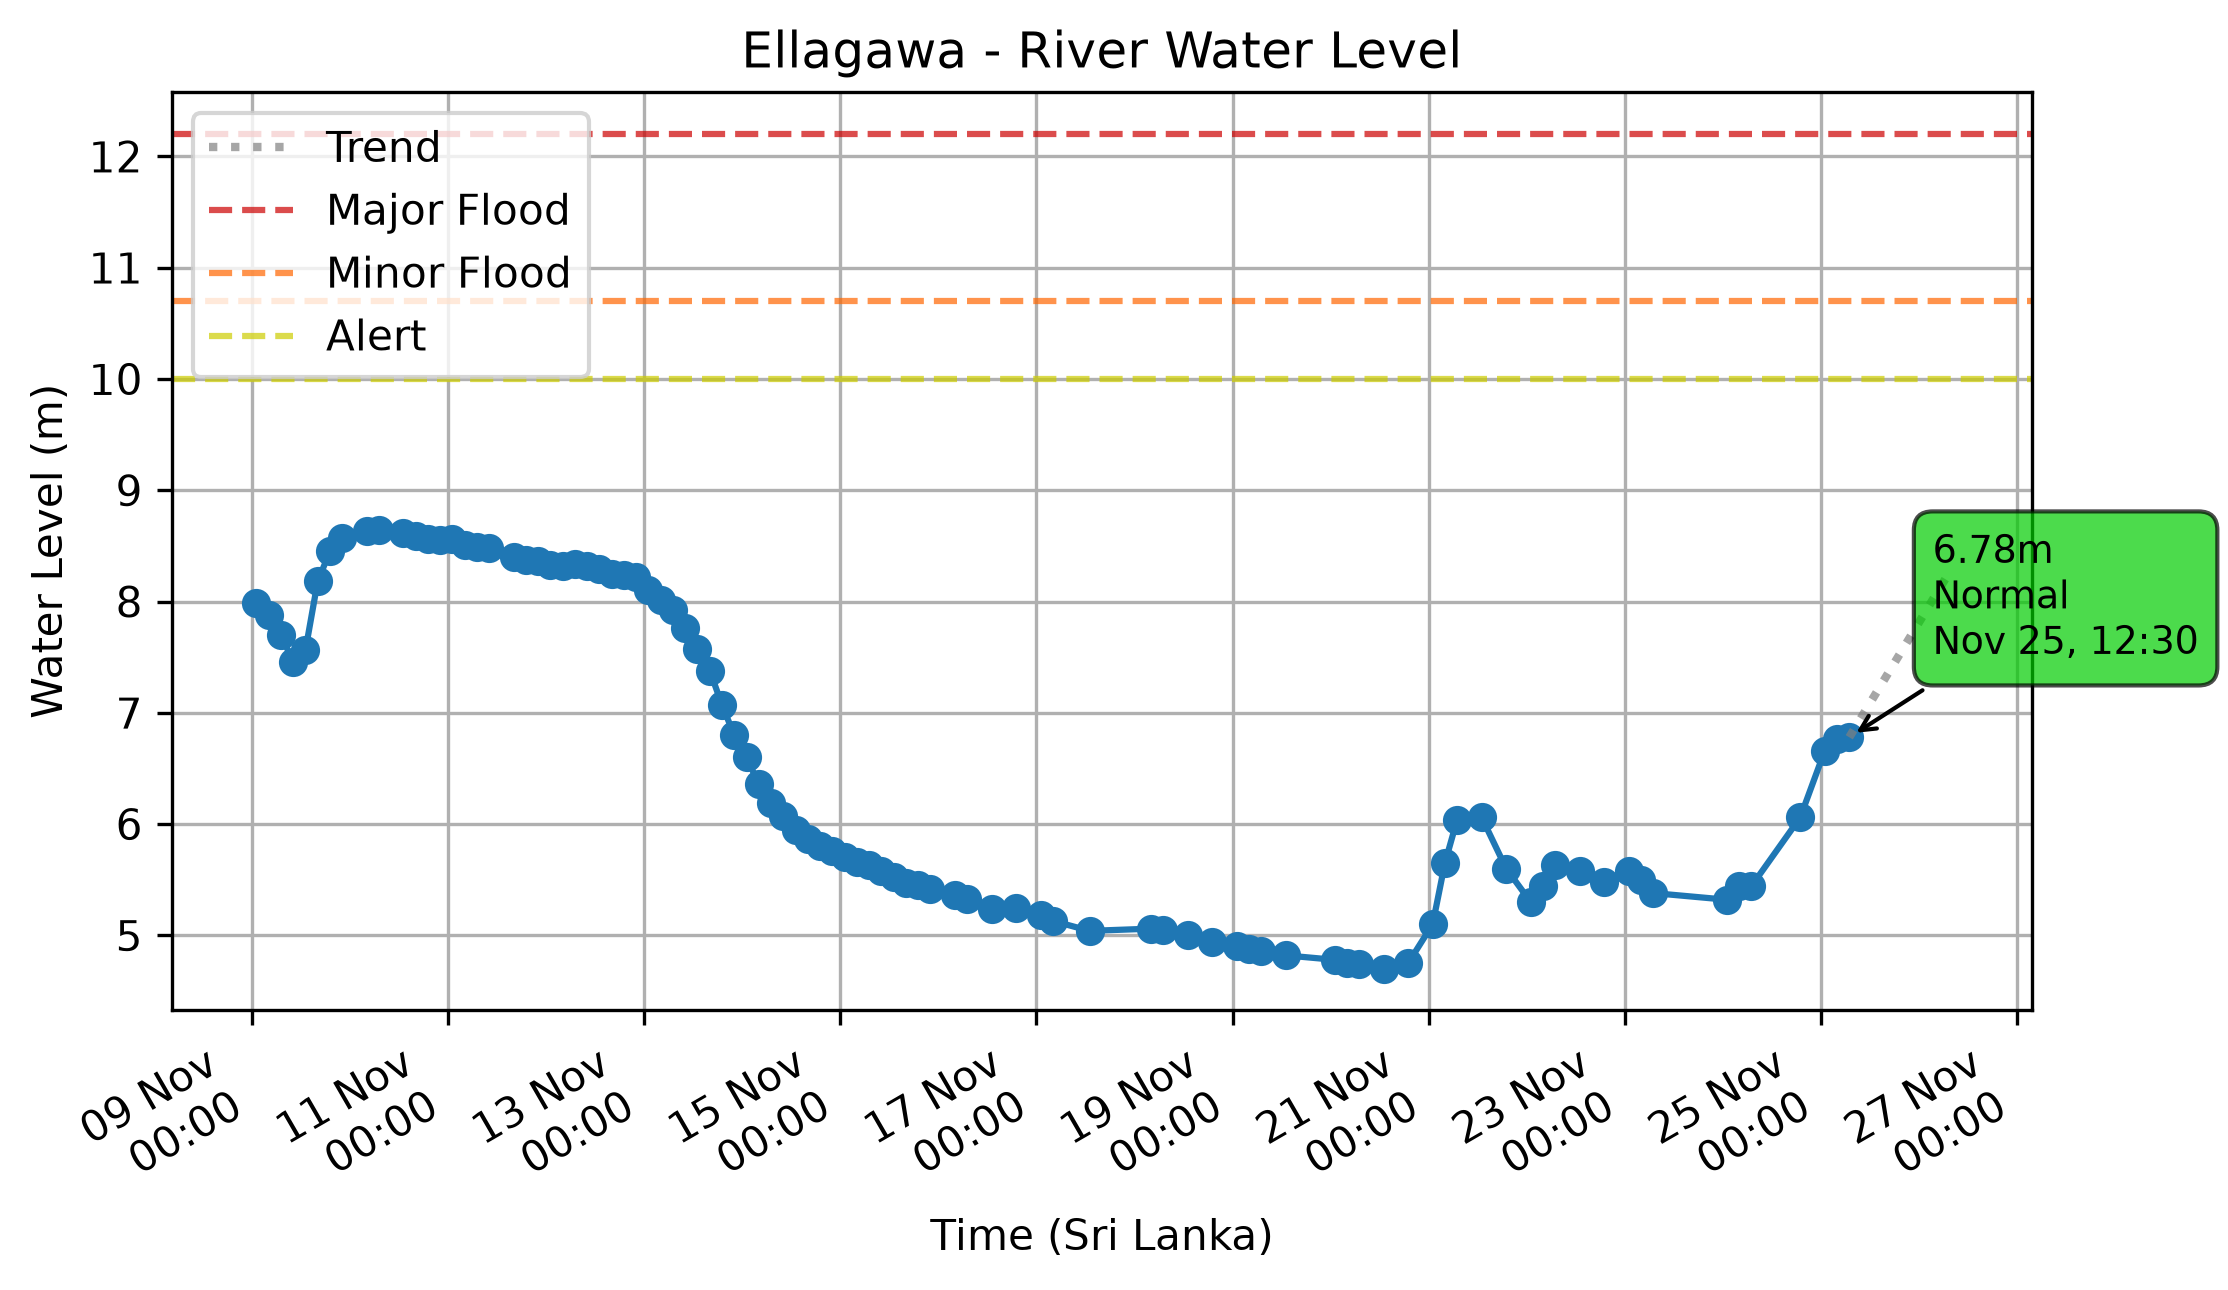 Ellagawa - River Water Level
Trend
Major Flood
Minor Flood
Alert
12
11
10
9
8
7
6
5
Water Level (m)
6.78m
Normal
Nov 25, 12:30
09 Nov
00:00
11 Nov
00:00
13 Nov
00:00
15 Nov
00:00
17 Nov
00:00
19 Nov
00:00
21 Nov
00:00
23 Nov
00:00
25 Nov
00:00
27 Nov
00:00
Time (Sri Lanka)